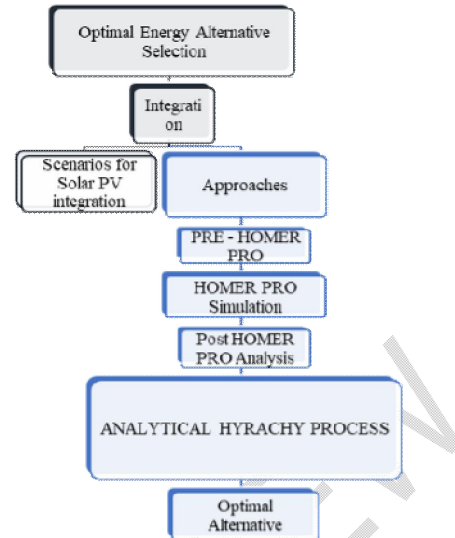 Optimal Energy Alternative
Selection
Integrati
on
Scenarios for
Solar PV
integration
Approaches
PRE - HOMER
PRO
HOMER PRO
Simulation
Post HOMER
PRO Analysis
ANALYTICAL HYRACHY PROCESS
Optimal
Alternative